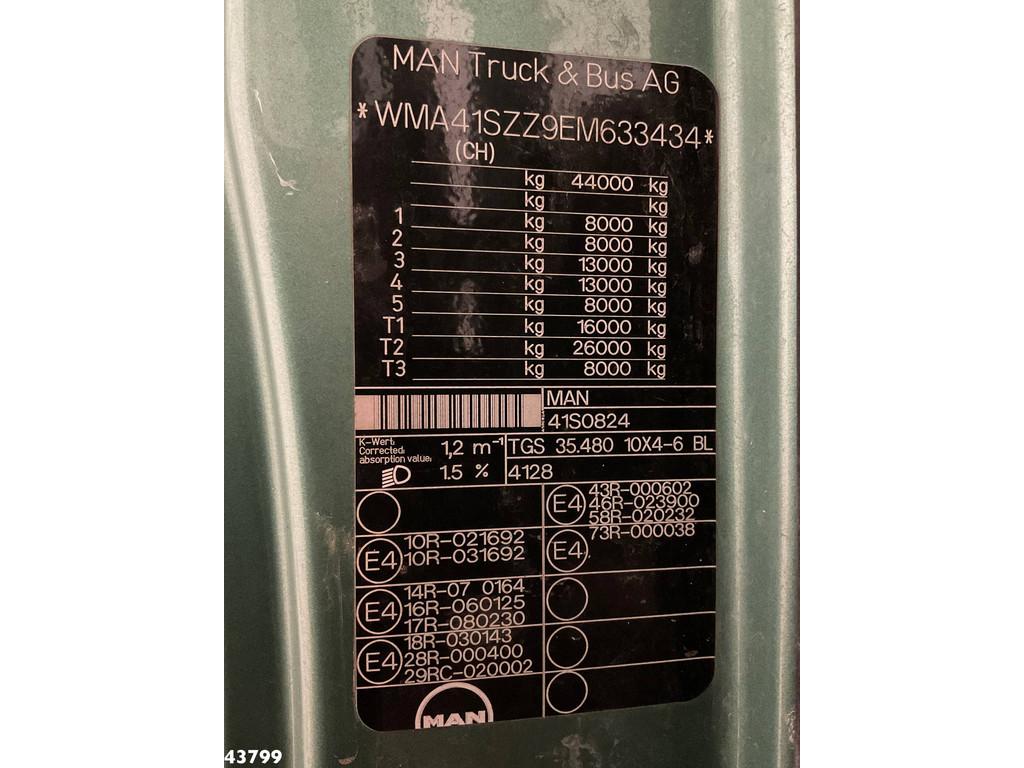 MAN Truck & Bus AG
*WMA41SZZ9EM633434*
(CH)
kg 44000 kg
kg kg
1 kg 8000 kg
2 kg 8000 kg
3 kg 13000 kg
4 kg 13000 kg
5 kg 8000 kg
T1 kg 16000 kg
T2 kg 26000 kg
T3 kg 8000 kg
MAN
41S0824
K-Wert:
Corrected
absorption value:
1,2 m⁻¹
TGS 35.480 10X4-6 BL
1.5 %
4128
E4
43R-000602
46R-023900
58R-020232
E4
10R-021692
10R-031692
E4
73R-000038
E4
14R-07 0164
16R-060125
17R-080230
E4
18R-030143
28R-000400
29RC-020002
MAN
43799